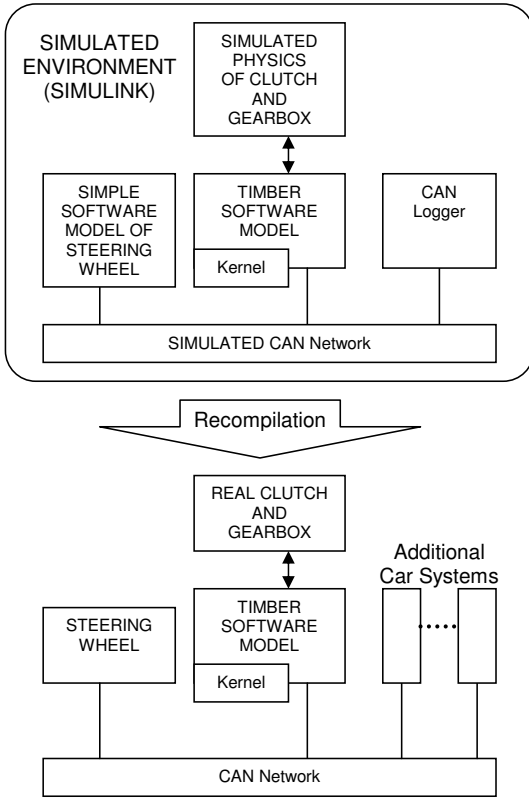 SIMULATED
ENVIRONMENT
(SIMULINK)
SIMULATED
PHYSICS
OF CLUTCH
AND
GEARBOX
SIMPLE
SOFTWARE
MODEL OF
STEERING
WHEEL
TIMBER
SOFTWARE
MODEL
Kernel
CAN
Logger
SIMULATED CAN Network
Recompilation
REAL CLUTCH
AND
GEARBOX
Additional
Car Systems
STEERING
WHEEL
TIMBER
SOFTWARE
MODEL
Kernel
CAN Network